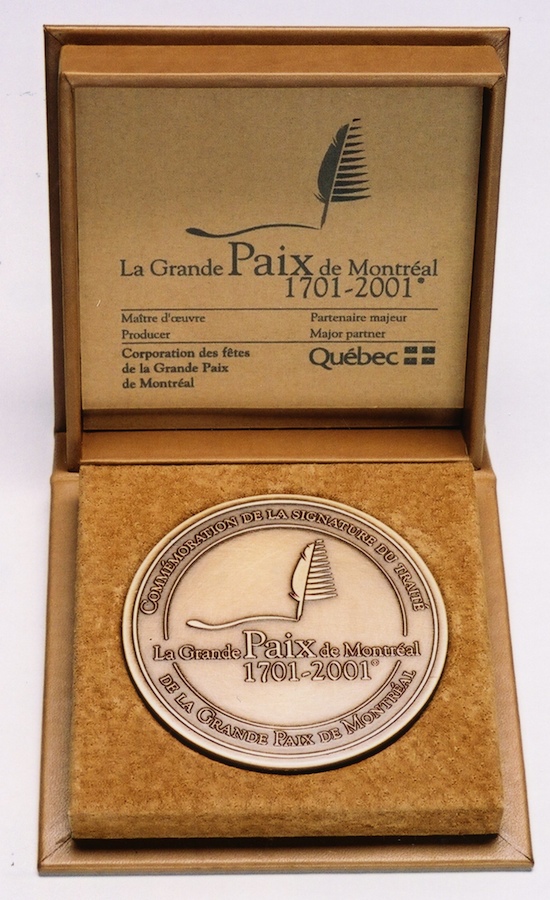 La Grande Paix de Montréal
1701-2001®
Maître d'œuvre
Producer
Corporation des fêtes
de la Grande Paix
de Montréal
Partenaire majeur
Major partner
Québec
Commémoration de la signature du traité
La Grande Paix de Montréal
1701-2001®
de la Grande Paix de Montréal